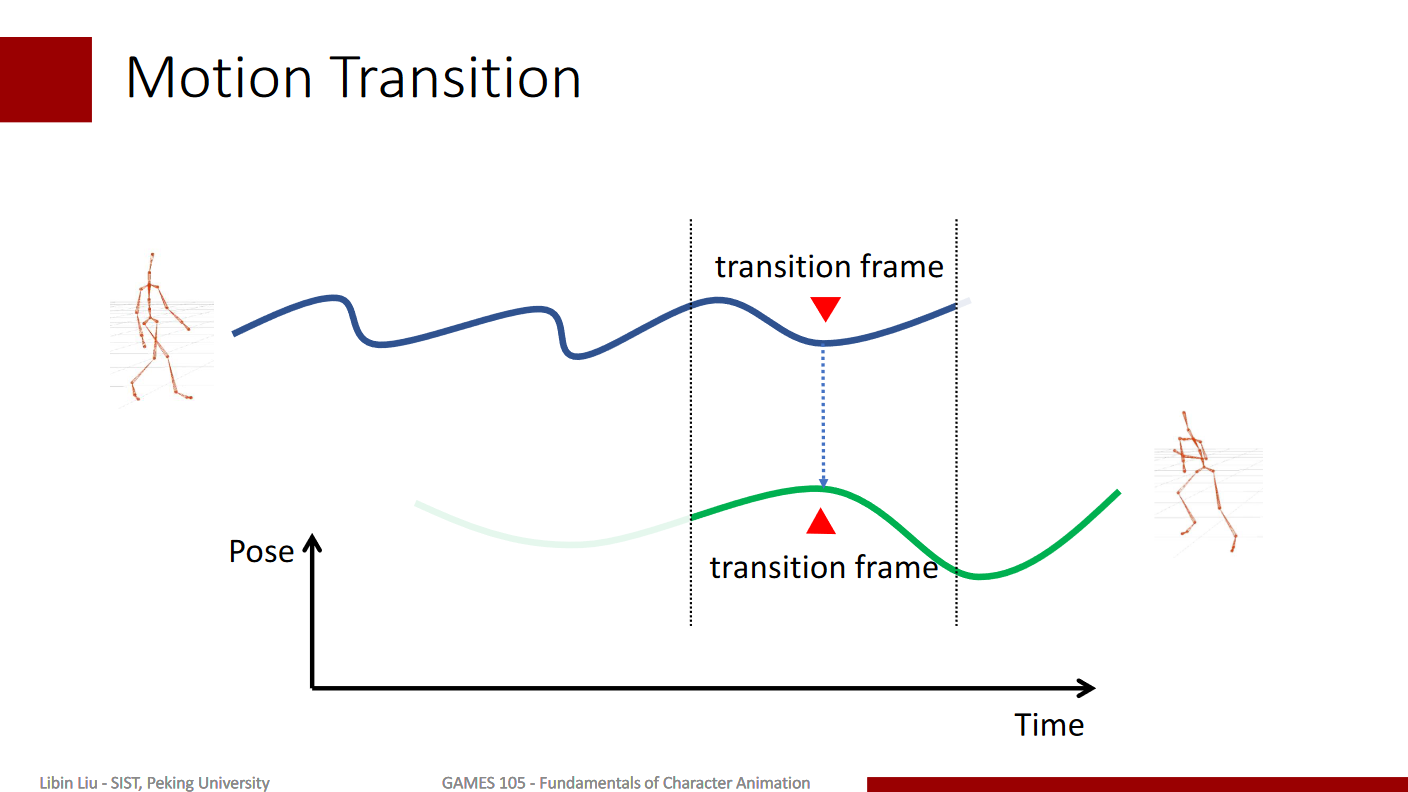 Motion Transition
transition frame
Pose
transition frame
Time
Libin Liu - SIST, Peking University
GAMES 105 - Fundamentals of Character Animation